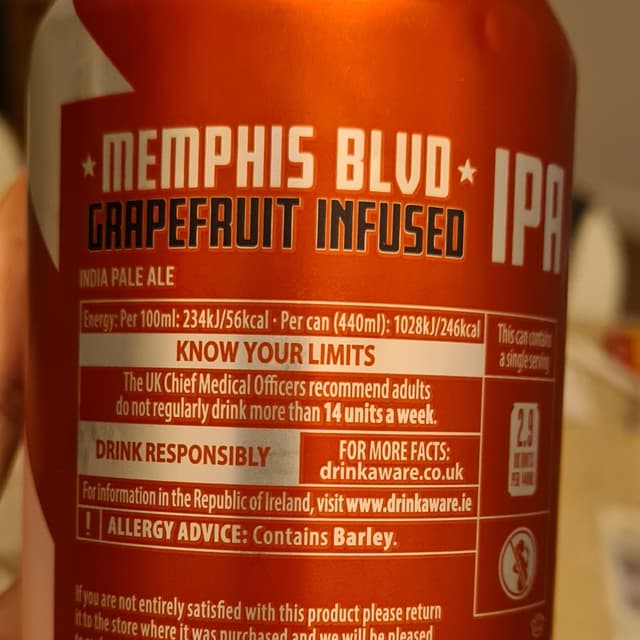 MEMPHIS BLVD
GRAPEFRUIT INFUSED
IPA
INDIA PALE ALE
Energy: Per 100ml: 234kJ/56kcal · Per can (440ml): 1028kJ/246kcal
This can contains
a single serving
KNOW YOUR LIMITS
The UK Chief Medical Officers recommend adults
do not regularly drink more than 14 units a week.
2.9
UK UNITS
PER 440ML
DRINK RESPONSIBLY
FOR MORE FACTS:
drinkaware.co.uk
For information in the Republic of Ireland, visit www.drinkaware.ie
! ALLERGY ADVICE: Contains Barley.
If you are not entirely satisfied with this product please return
it to the store where it was purchased and we will be pleased